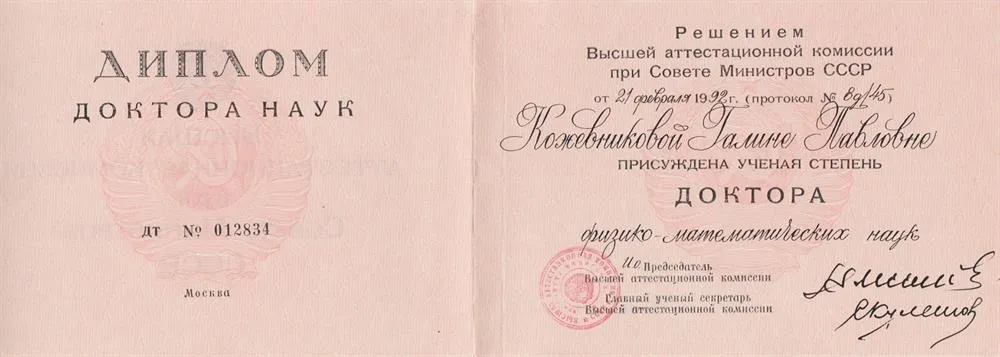 ДИПЛОМ
ДОКТОРА НАУК
ДТ № 012834
Москва
Решением
Высшей аттестационной комиссии
при Совете Министров СССР
от 21 февраля 1992 г. (протокол № 8д/45)
Кожевниковой Галине Павловне
ПРИСУЖДЕНА УЧЕНАЯ СТЕПЕНЬ
ДОКТОРА
физико-математических наук
И.о. Председатель
Высшей аттестационной комиссии
Главный ученый секретарь
Высшей аттестационной комиссии